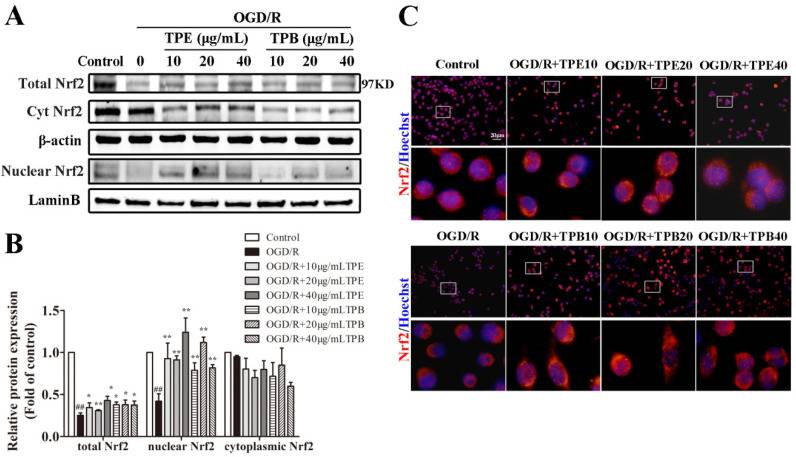 A
OGD/R
TPE (μg/mL) TPB (μg/mL)
Control 0 10 20 40 10 20 40
Total Nrf2 97KD
Cyt Nrf2
β-actin
Nuclear Nrf2
LaminB
B
Control
OGD/R
OGD/R+10μg/mLTPE
OGD/R+20μg/mLTPE
OGD/R+40μg/mLTPE
OGD/R+10μg/mLTPB
OGD/R+20μg/mLTPB
OGD/R+40μg/mLTPB
Relative protein expression
(Fold of control)
1.5
1.0
0.5
0.0
## * ** * * * *
## ** ** ** ** ** **
total Nrf2 nuclear Nrf2 cytoplasmic Nrf2
C
Control OGD/R+TPE10 OGD/R+TPE20 OGD/R+TPE40
20μm
Nrf2/Hoechst
OGD/R OGD/R+TPB10 OGD/R+TPB20 OGD/R+TPB40
Nrf2/Hoechst